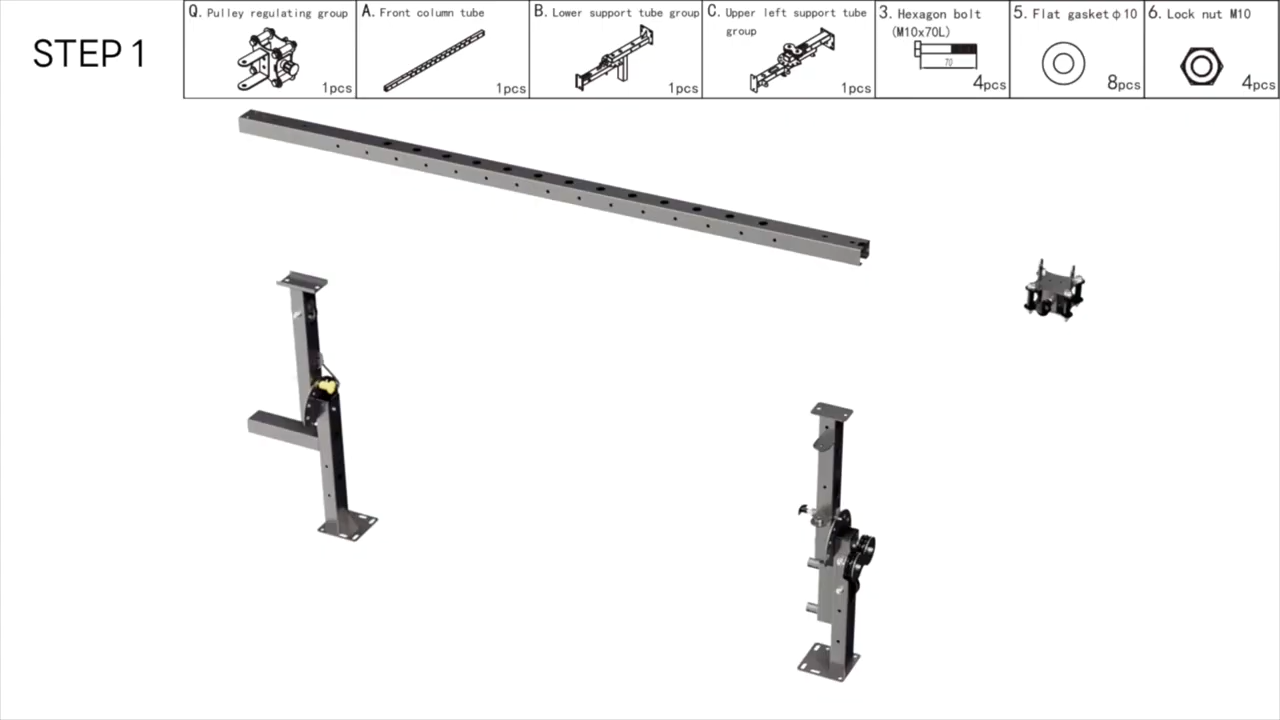 STEP 1
Q. Pulley regulating group
1pcs
A. Front column tube
1pcs
B. Lower support tube group
1pcs
C. Upper left support tube
group
1pcs
3. Hexagon bolt
(M10x70L)
70
4pcs
5. Flat gasket ф10
8pcs
6. Lock nut M10
4pcs